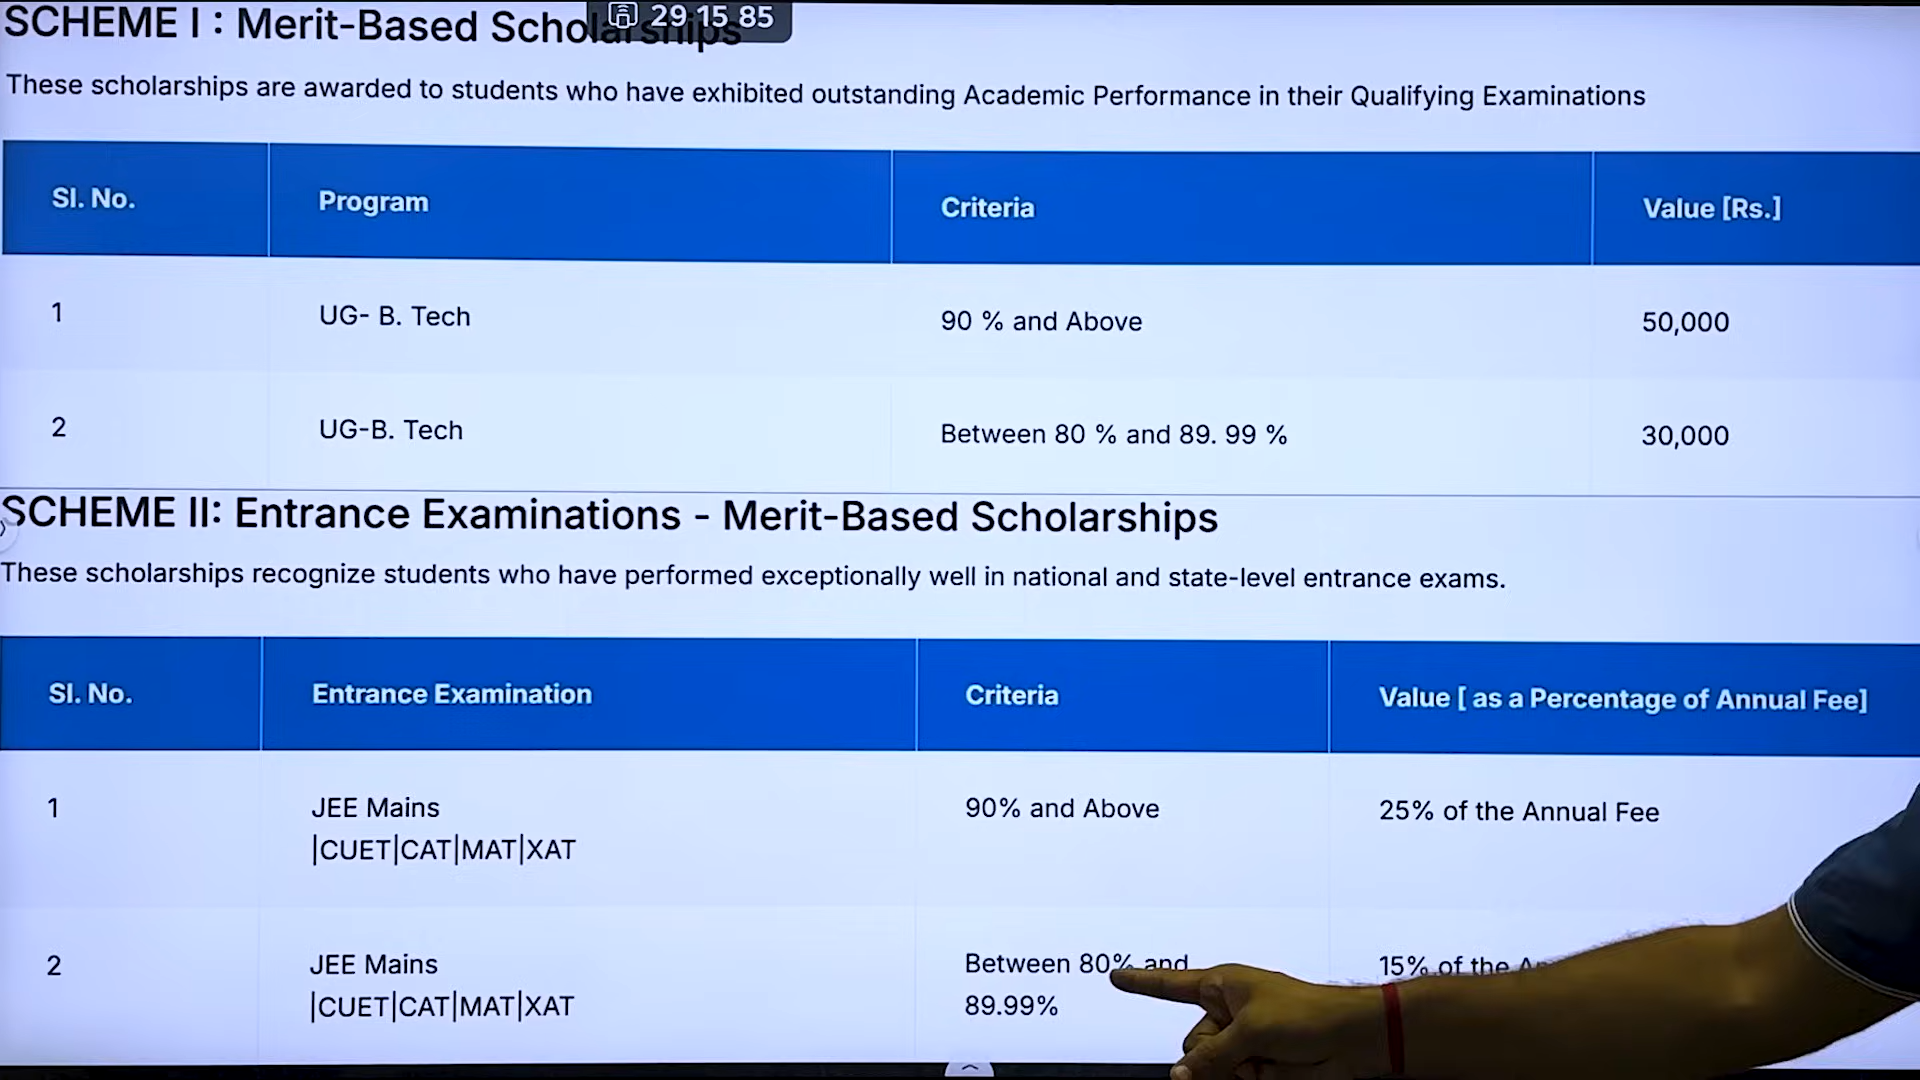 29 15 85
SCHEME I : Merit-Based Scholarships
These scholarships are awarded to students who have exhibited outstanding Academic Performance in their Qualifying Examinations
Sl. No. Program Criteria Value [Rs.]
1 UG- B. Tech 90 % and Above 50,000
2 UG-B. Tech Between 80 % and 89. 99 % 30,000
SCHEME II: Entrance Examinations - Merit-Based Scholarships
These scholarships recognize students who have performed exceptionally well in national and state-level entrance exams.
Sl. No. Entrance Examination Criteria Value [ as a Percentage of Annual Fee]
1 JEE Mains 90% and Above 25% of the Annual Fee
|CUET|CAT|MAT|XAT
2 JEE Mains Between 80% and 15% of the
|CUET|CAT|MAT|XAT 89.99%